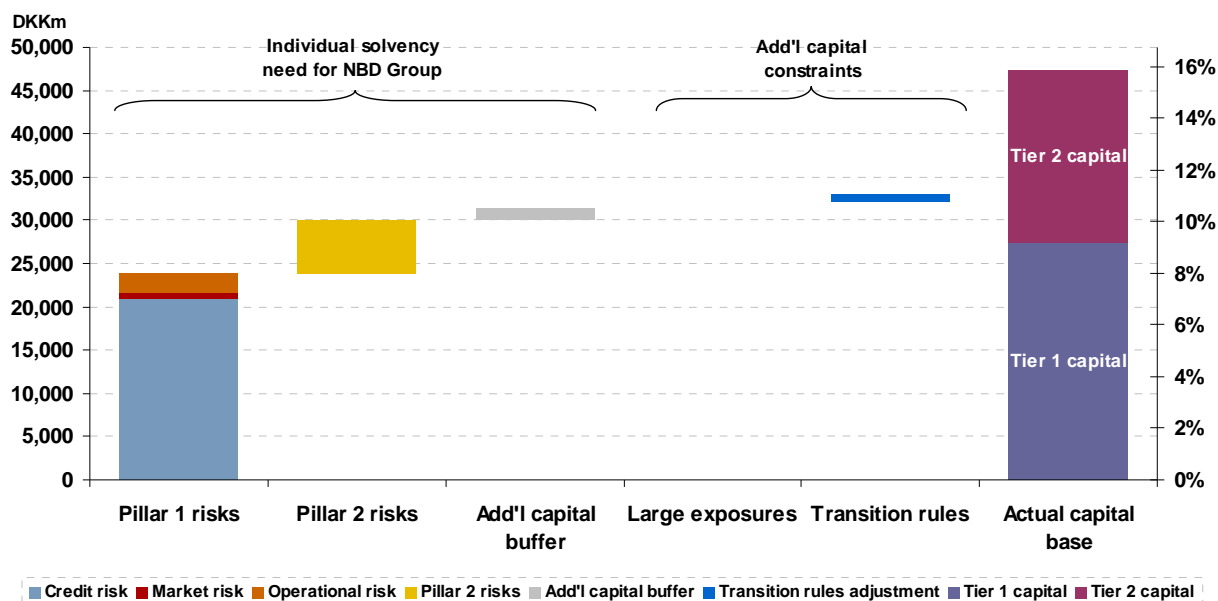 DKKm
50,000
45,000
40,000
35,000
30,000
25,000
20,000
15,000
10,000
5,000
0
Individual solvency
need for NBD Group
Add'l capital
constraints
Tier 2 capital
Tier 1 capital
16%
14%
12%
10%
8%
6%
4%
2%
0%
Pillar 1 risks
Pillar 2 risks
Add'l capital
buffer
Large exposures
Transition rules
Actual capital
base
Credit risk Market risk Operational risk Pillar 2 risks Add'l capital buffer Transition rules adjustment Tier 1 capital Tier 2 capital